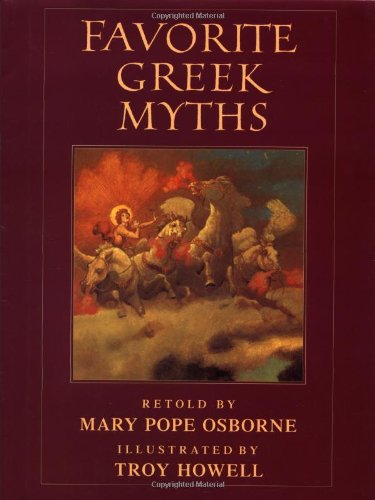 FAVORITE
GREEK
MYTHS
RETOLD BY
MARY POPE OSBORNE
ILLUSTRATED BY
TROY HOWELL